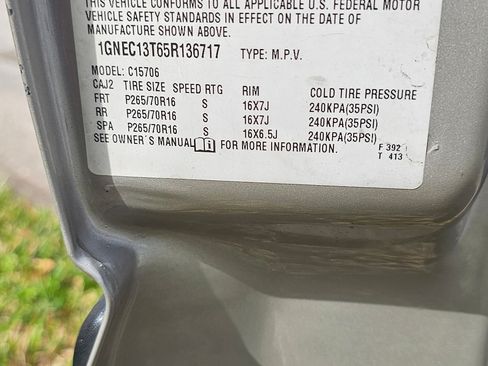 THIS VEHICLE CONFORMS TO ALL APPLICABLE U.S. FEDERAL MOTOR
VEHICLE SAFETY STANDARDS IN EFFECT ON THE DATE OF
MANUFACTURE SHOWN ABOVE.
1GNEC13T65R136717 TYPE: M.P.V.
MODEL: C15706
CAJ2 TIRE SIZE SPEED RTG RIM COLD TIRE PRESSURE
FRT P265/70R16 S 16X7J 240KPA(35PSI)
RR P265/70R16 S 16X7J 240KPA(35PSI)
SPA P265/70R16 S 16X6.5J 240KPA(35PSI)
SEE OWNER'S MANUAL FOR MORE INFORMATION.
F 392
T 413